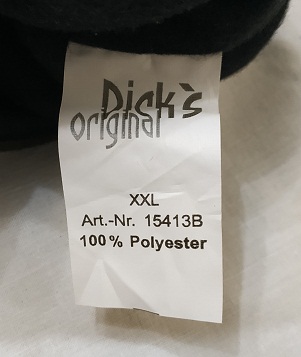 Dick`s
original
XXL
Art.-Nr. 15413B
100% Polyester